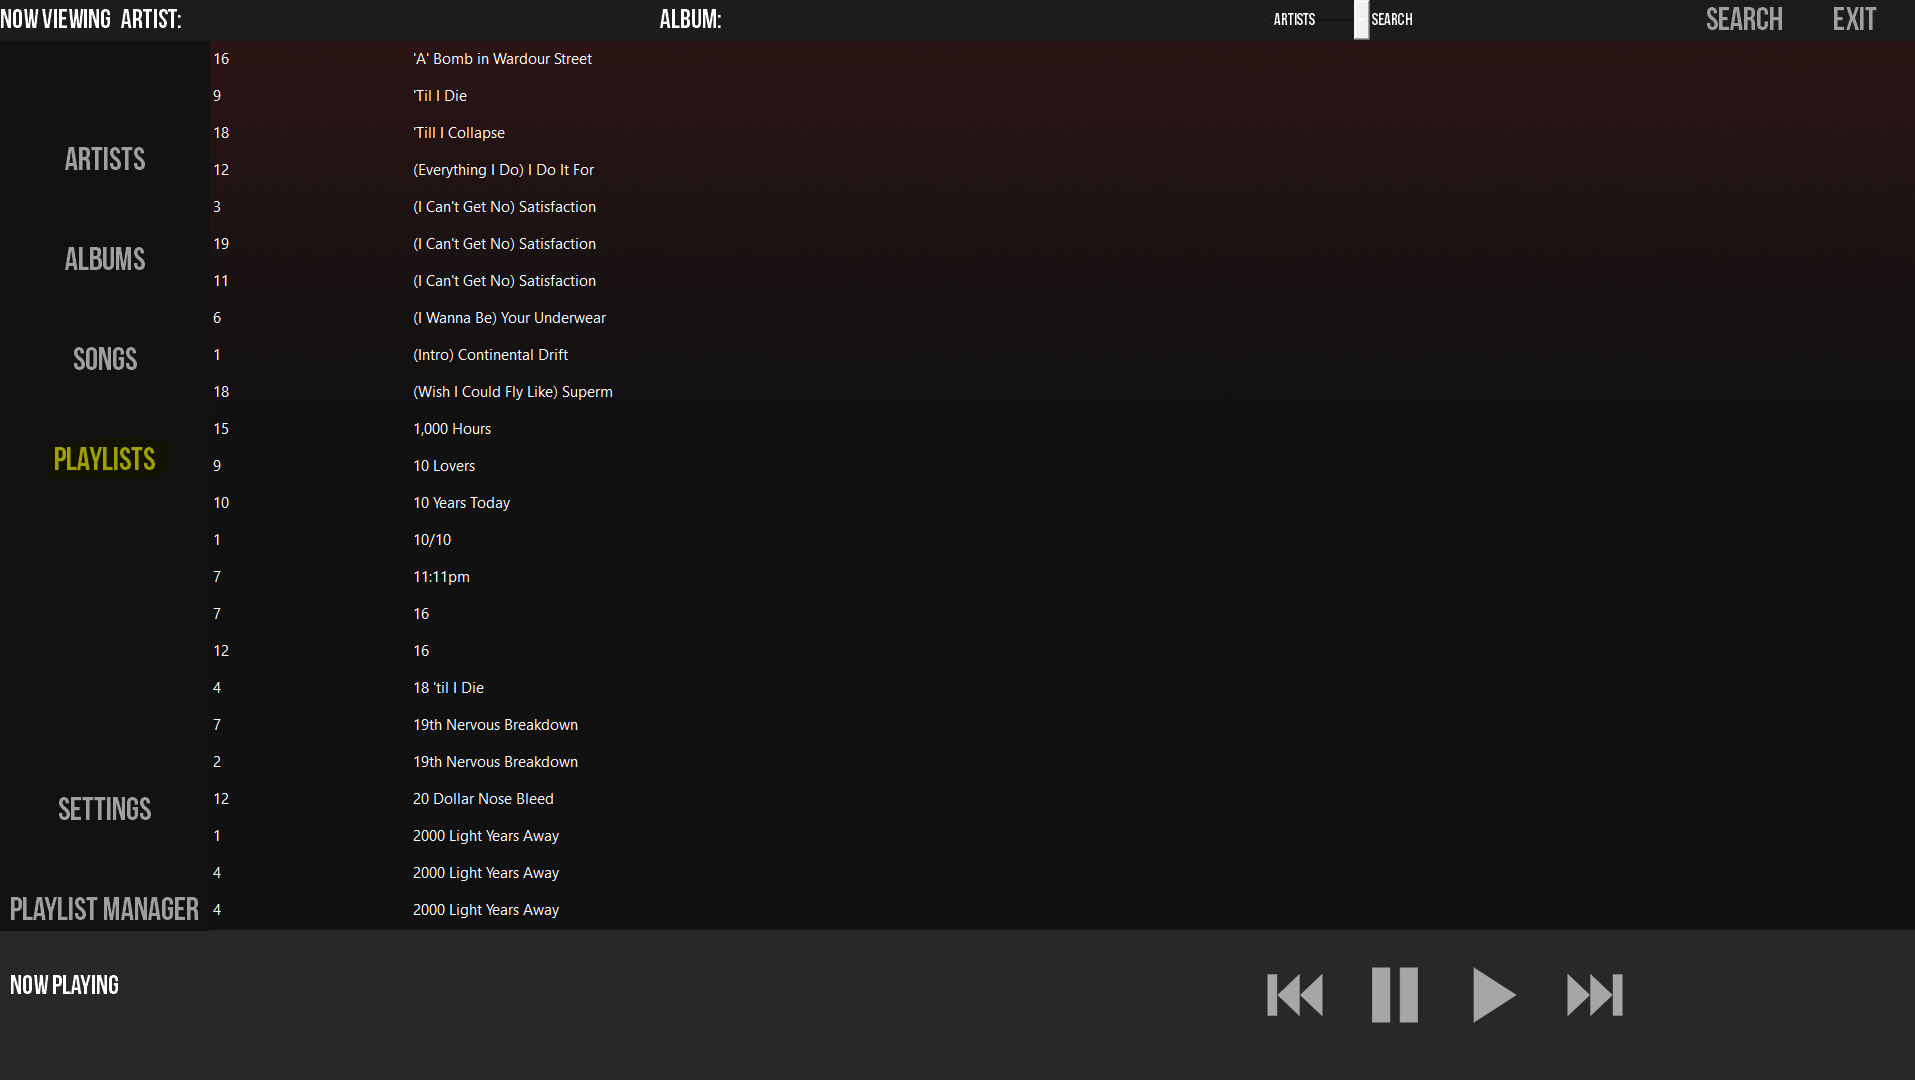 NOW VIEWING ARTIST: ALBUM: ARTISTS SEARCH SEARCH EXIT
ARTISTS
ALBUMS
SONGS
PLAYLISTS
SETTINGS
PLAYLIST MANAGER
16 'A' Bomb in Wardour Street
9 'Til I Die
18 'Till I Collapse
12 (Everything I Do) I Do It For
3 (I Can't Get No) Satisfaction
19 (I Can't Get No) Satisfaction
11 (I Can't Get No) Satisfaction
6 (I Wanna Be) Your Underwear
1 (Intro) Continental Drift
18 (Wish I Could Fly Like) Superm
15 1,000 Hours
9 10 Lovers
10 10 Years Today
1 10/10
7 11:11pm
7 16
12 16
4 18 'til I Die
7 19th Nervous Breakdown
2 19th Nervous Breakdown
12 20 Dollar Nose Bleed
1 2000 Light Years Away
4 2000 Light Years Away
4 2000 Light Years Away
NOW PLAYING